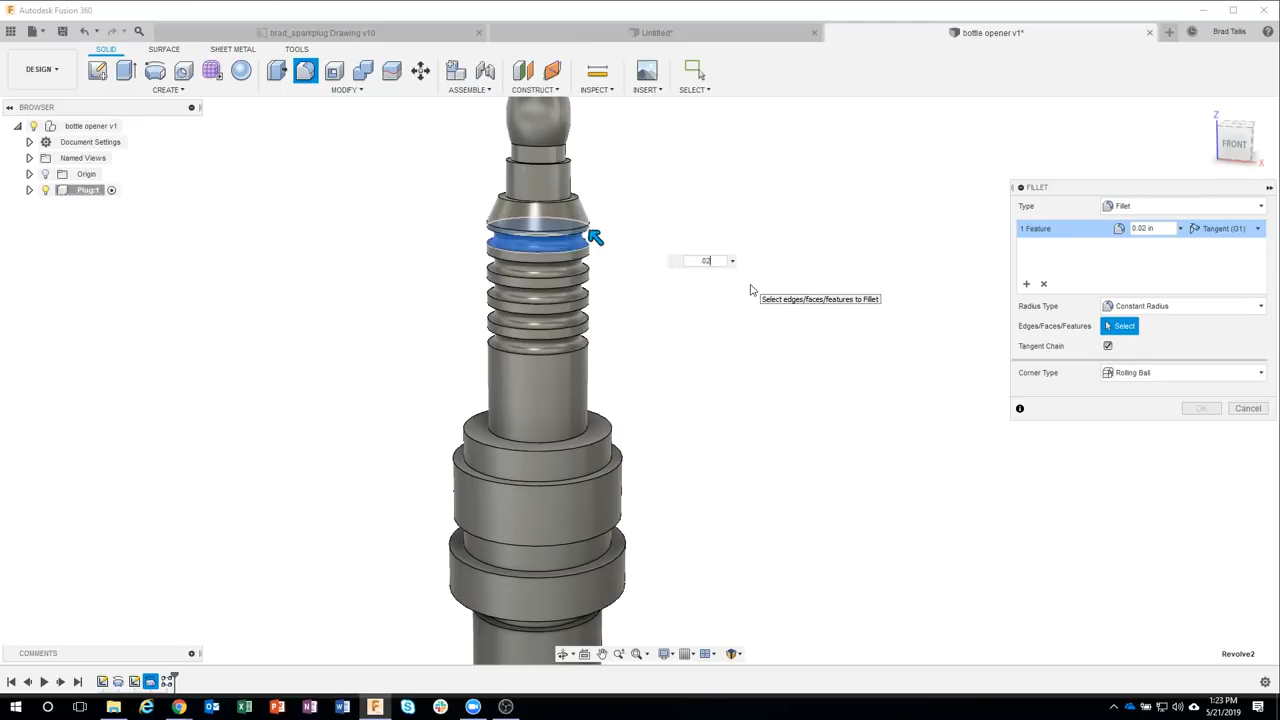 Autodesk Fusion 360
brad_sparkplug Drawing v10
Untitled*
bottle opener v1*
Brad Tallis
SOLID SURFACE SHEET METAL TOOLS
DESIGN
CREATE MODIFY ASSEMBLE CONSTRUCT INSPECT INSERT SELECT
BROWSER
bottle opener v1
Document Settings
Named Views
Origin
Plug:1
Z
FRONT
X
FILLET
Type Fillet
1 Feature 0.02 in Tangent (G1)
Radius Type Constant Radius
Edges/Faces/Features Select
Tangent Chain
Corner Type Rolling Ball
OK Cancel
.02
Select edges/faces/features to Fillet
COMMENTS
Revolve2
1:23 PM
5/21/2019